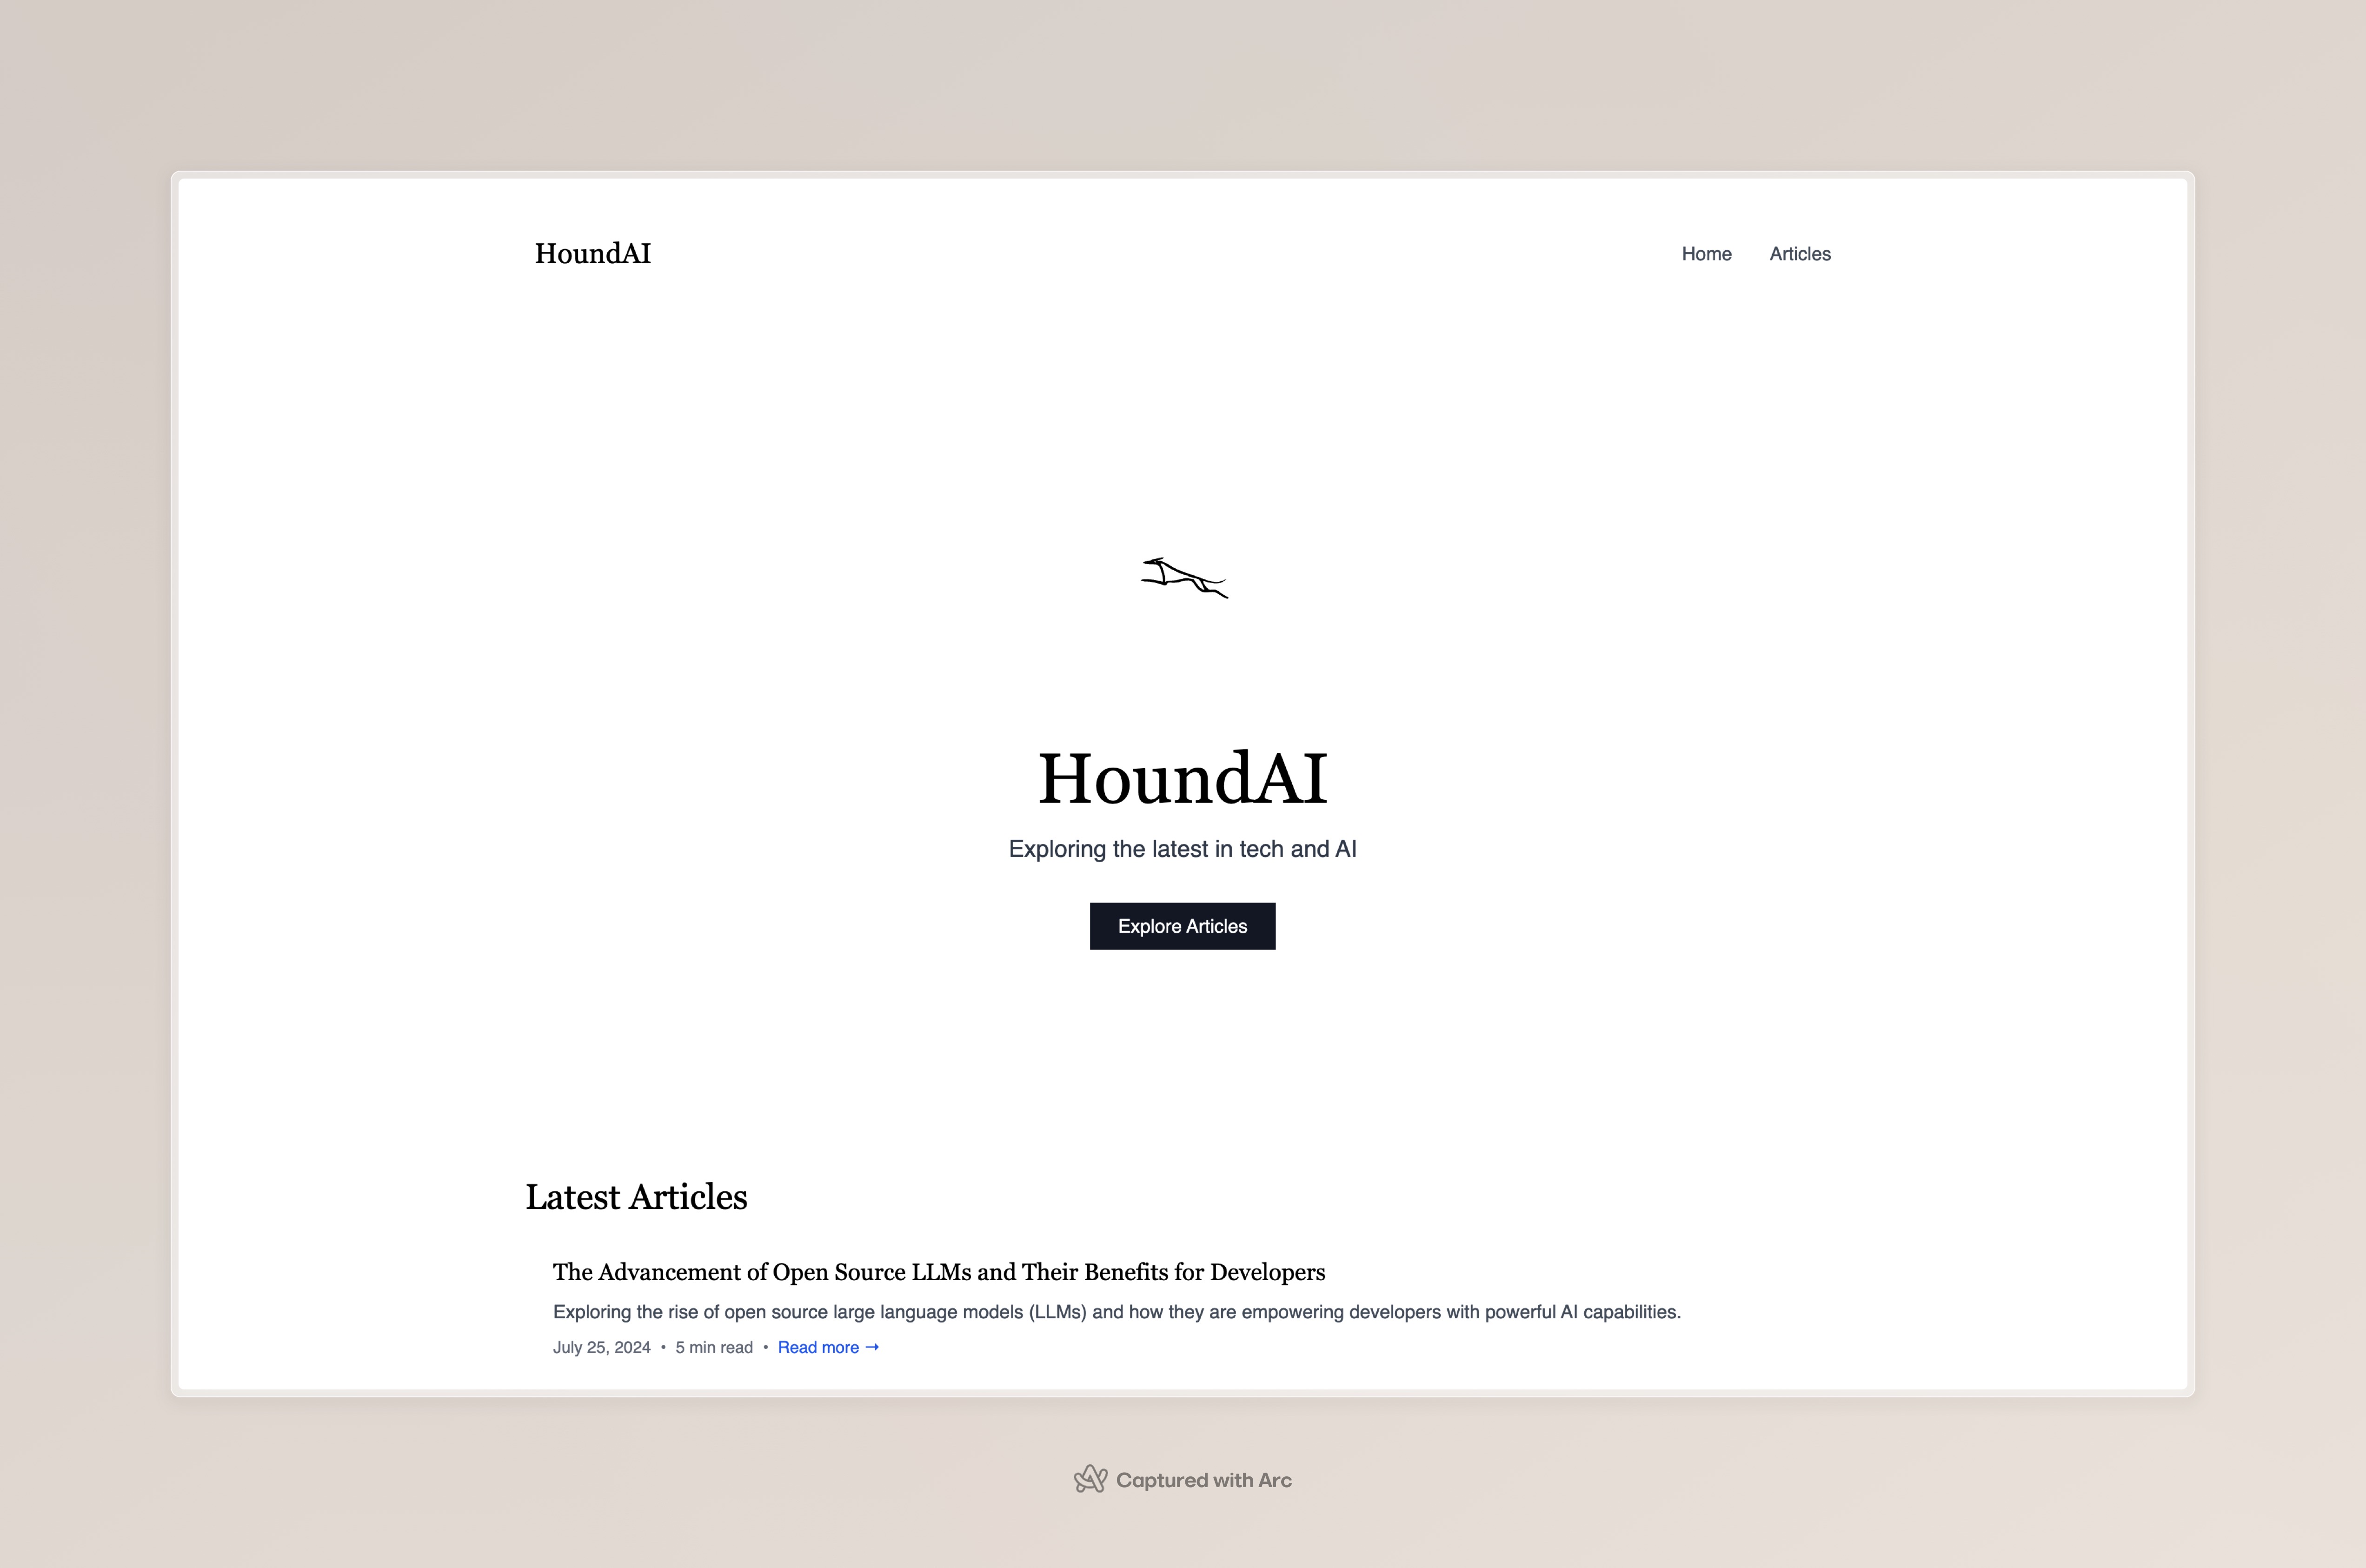 HoundAI
Home Articles
HoundAI
Exploring the latest in tech and AI
Explore Articles
Latest Articles
The Advancement of Open Source LLMs and Their Benefits for Developers
Exploring the rise of open source large language models (LLMs) and how they are empowering developers with powerful AI capabilities.
July 25, 2024 • 5 min read • Read more →
Captured with Arc